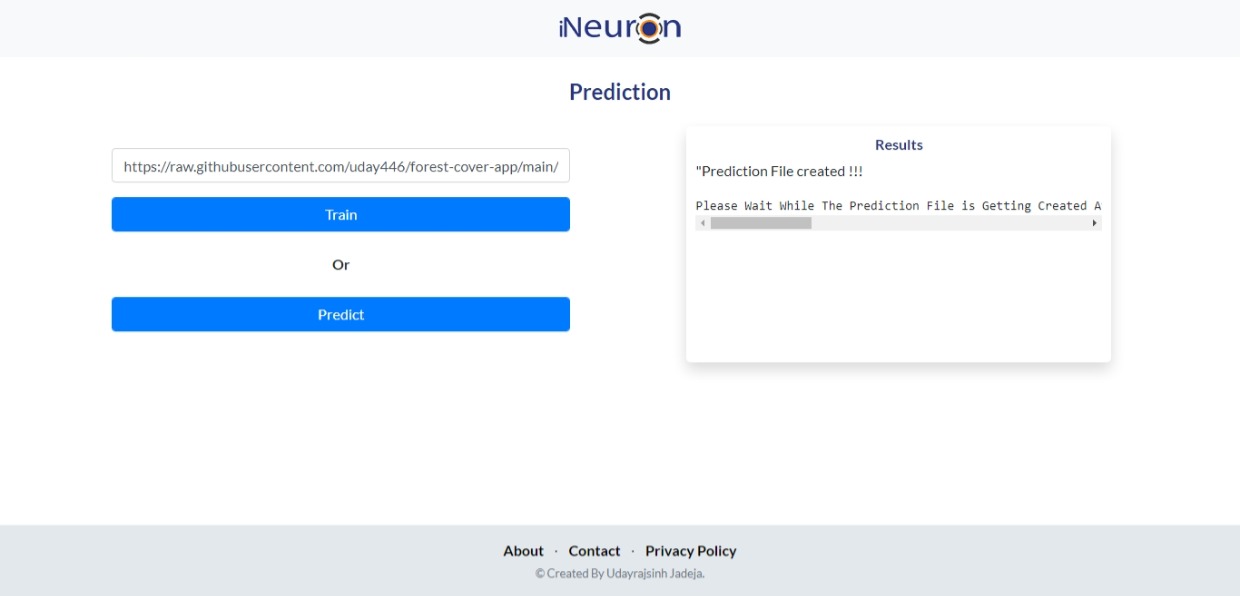 iNeuron
Prediction
https://raw.githubusercontent.com/uday446/forest-cover-app/main/
Train
Or
Predict
Results
"Prediction File created !!!
Please Wait While The Prediction File is Getting Created A
About · Contact · Privacy Policy
© Created By Udayrajsinh Jadeja.